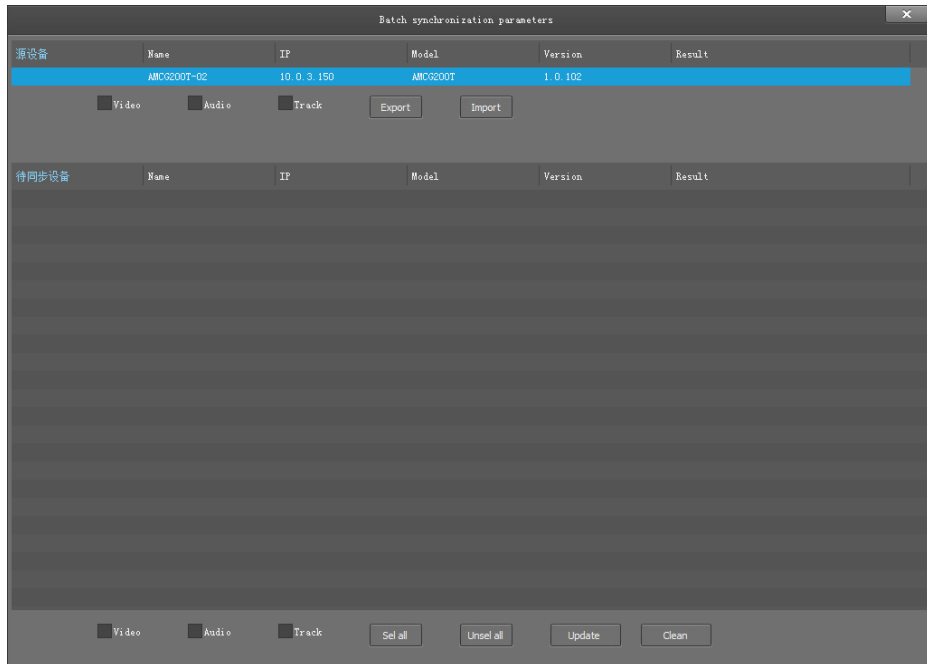 Batch synchronization parameters
源设备 Name IP Model Version Result
AMCG200T-02 10.0.3.150 AMCG200T 1.0.102
Video Audio Track Export Import
待同步设备 Name IP Model Version Result
Video Audio Track Sel all Unsel all Update Clean